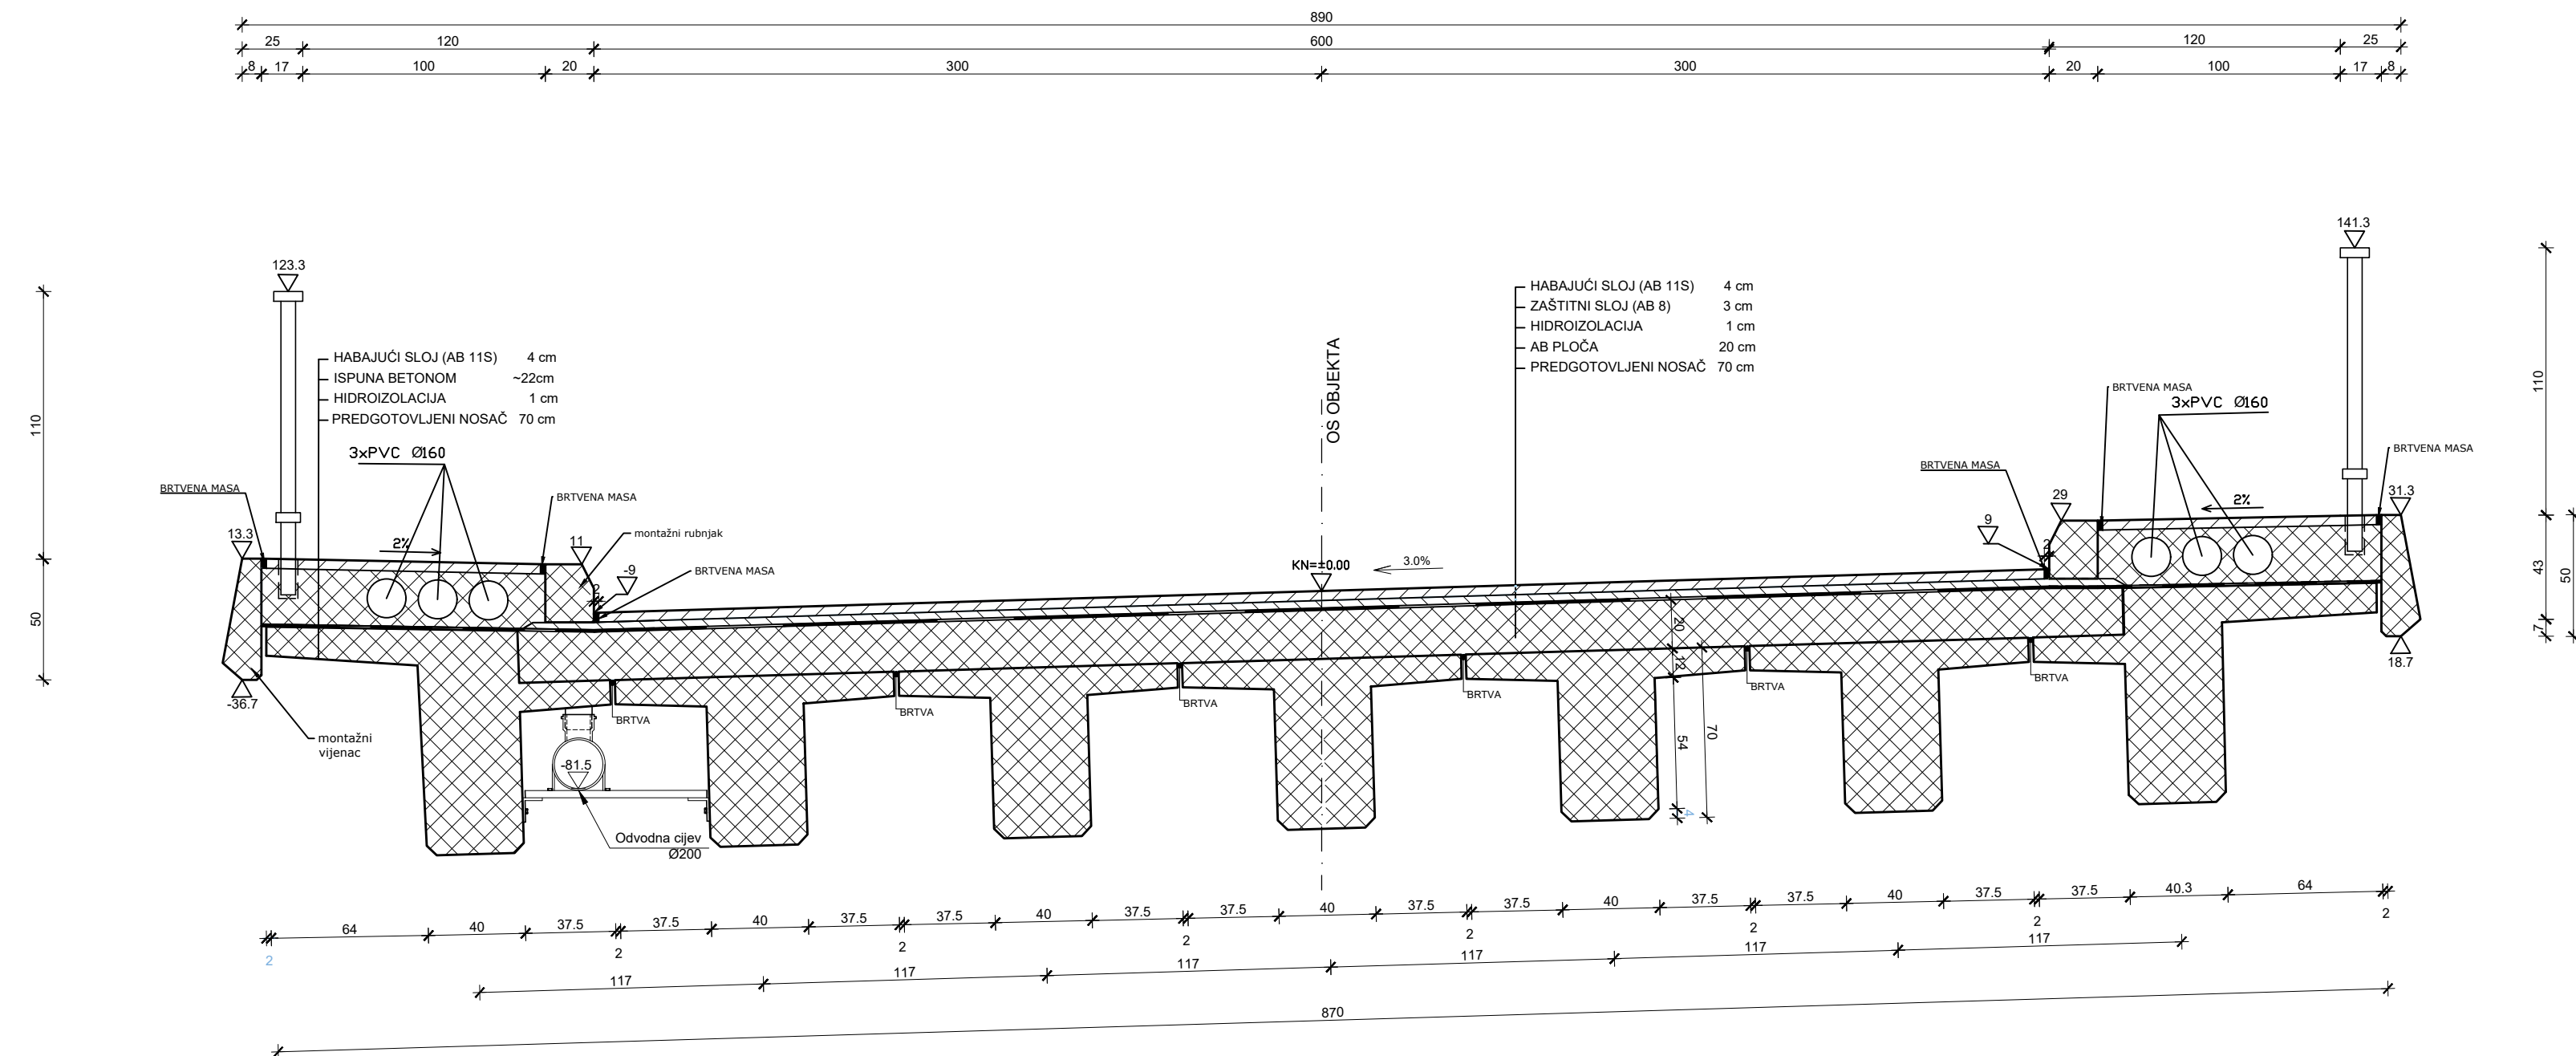 890
25 120 600 120 25
8 17 100 20 300 300 20 100 17 8
141.3
123.3
HABAJUĆI SLOJ (AB 11S) 4 cm
ZAŠTITNI SLOJ (AB 8) 3 cm
HIDROIZOLACIJA 1 cm
AB PLOČA 20 cm
PREDGOTOVLJENI NOSAČ 70 cm
OS OBJEKTA
HABAJUĆI SLOJ (AB 11S) 4 cm
ISPUNA BETONOM ~22cm
HIDROIZOLACIJA 1 cm
PREDGOTOVLJENI NOSAČ 70 cm
110
110
BRTVENA MASA
3xPVC Ø160
3xPVC Ø160
BRTVENA MASA
BRTVENA MASA
BRTVENA MASA
BRTVENA MASA
31.3
29
2%
13.3
2%
11
montažni rubnjak
9
2
-9
BRTVENA MASA
2
KN=±0.00
3.0%
43
50
7
50
20
12
54
70
4
18.7
-36.7
BRTVA
BRTVA
BRTVA
BRTVA
BRTVA
BRTVA
montažni
vijenac
-81.5
Odvodna cijev
Ø200
64 40 37.5 37.5 40 37.5 37.5 40 37.5 37.5 40 37.5 37.5 40 37.5 37.5 40 37.5 37.5 40.3 64
2 2 2 2 2 2 2 2
117 117 117 117 117 117
870